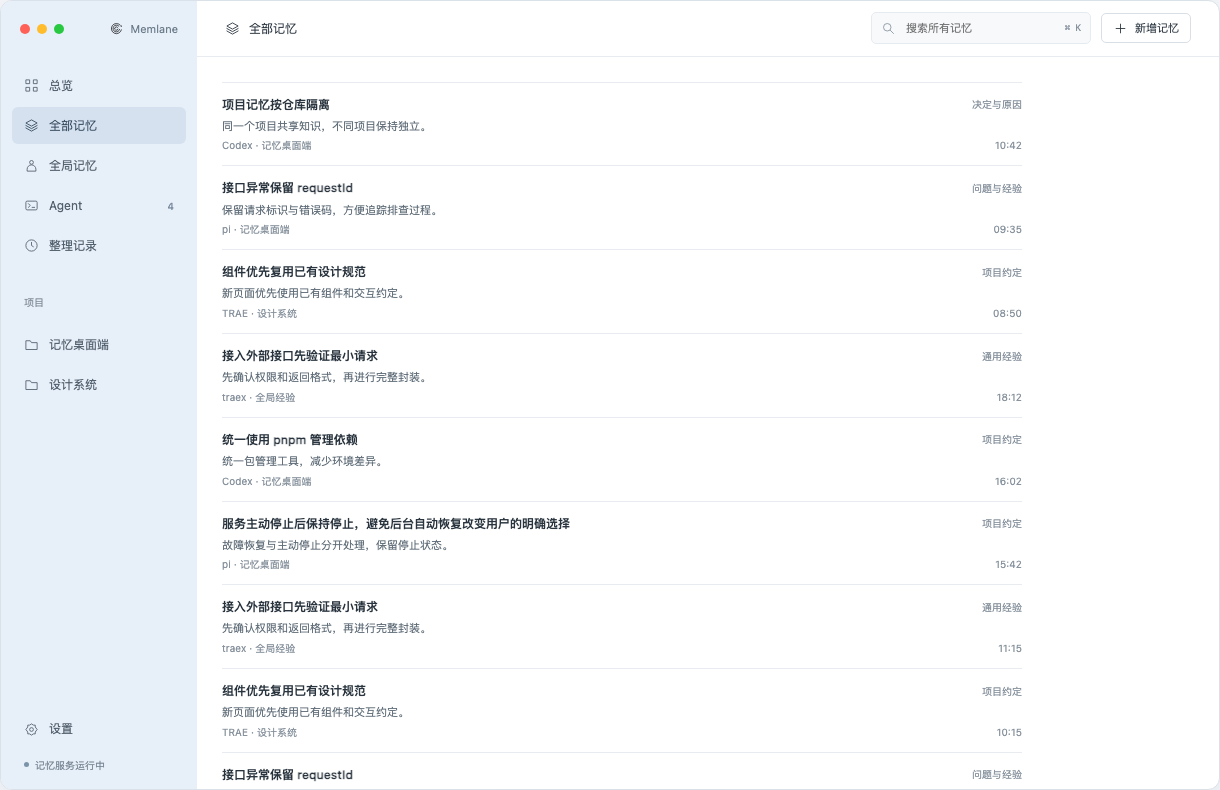 Memlane
总览
全部记忆
全局记忆
Agent 4
整理记录
项目
记忆桌面端
设计系统
设置
记忆服务运行中
全部记忆
搜索所有记忆 ⌘ K
新增记忆
项目记忆按仓库隔离 决定与原因
同一个项目共享知识，不同项目保持独立。
Codex · 记忆桌面端 10:42
接口异常保留 requestId 问题与经验
保留请求标识与错误码，方便追踪排查过程。
pi · 记忆桌面端 09:35
组件优先复用已有设计规范 项目约定
新页面优先使用已有组件和交互约定。
TRAE · 设计系统 08:50
接入外部接口先验证最小请求 通用经验
先确认权限和返回格式，再进行完整封装。
traex · 全局经验 18:12
统一使用 pnpm 管理依赖 项目约定
统一包管理工具，减少环境差异。
Codex · 记忆桌面端 16:02
服务主动停止后保持停止，避免后台自动恢复改变用户的明确选择 项目约定
故障恢复与主动停止分开处理，保留停止状态。
pi · 记忆桌面端 15:42
接入外部接口先验证最小请求 通用经验
先确认权限和返回格式，再进行完整封装。
traex · 全局经验 11:15
组件优先复用已有设计规范 项目约定
新页面优先使用已有组件和交互约定。
TRAE · 设计系统 10:15
接口异常保留 requestId 问题与经验